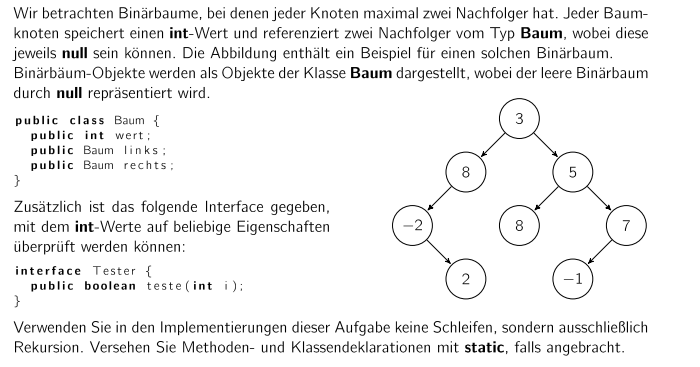 Wir betrachten Binärbaume, bei denen jeder Knoten maximal zwei Nachfolger hat. Jeder Baum-
knoten speichert einen int-Wert und referenziert zwei Nachfolger vom Typ Baum, wobei diese
jeweils null sein können. Die Abbildung enthält ein Beispiel für einen solchen Binärbaum.
Binärbäum-Objekte werden als Objekte der Klasse Baum dargestellt, wobei der leere Binärbaum
durch null repräsentiert wird.
public class Baum {
public int wert;
public Baum links;
public Baum rechts;
}
Zusätzlich ist das folgende Interface gegeben,
mit dem int-Werte auf beliebige Eigenschaften
überprüft werden können:
interface Tester {
public boolean teste(int i);
}
3
8 5
−2 8 7
2 −1
Verwenden Sie in den Implementierungen dieser Aufgabe keine Schleifen, sondern ausschließlich
Rekursion. Versehen Sie Methoden- und Klassendeklarationen mit static, falls angebracht.